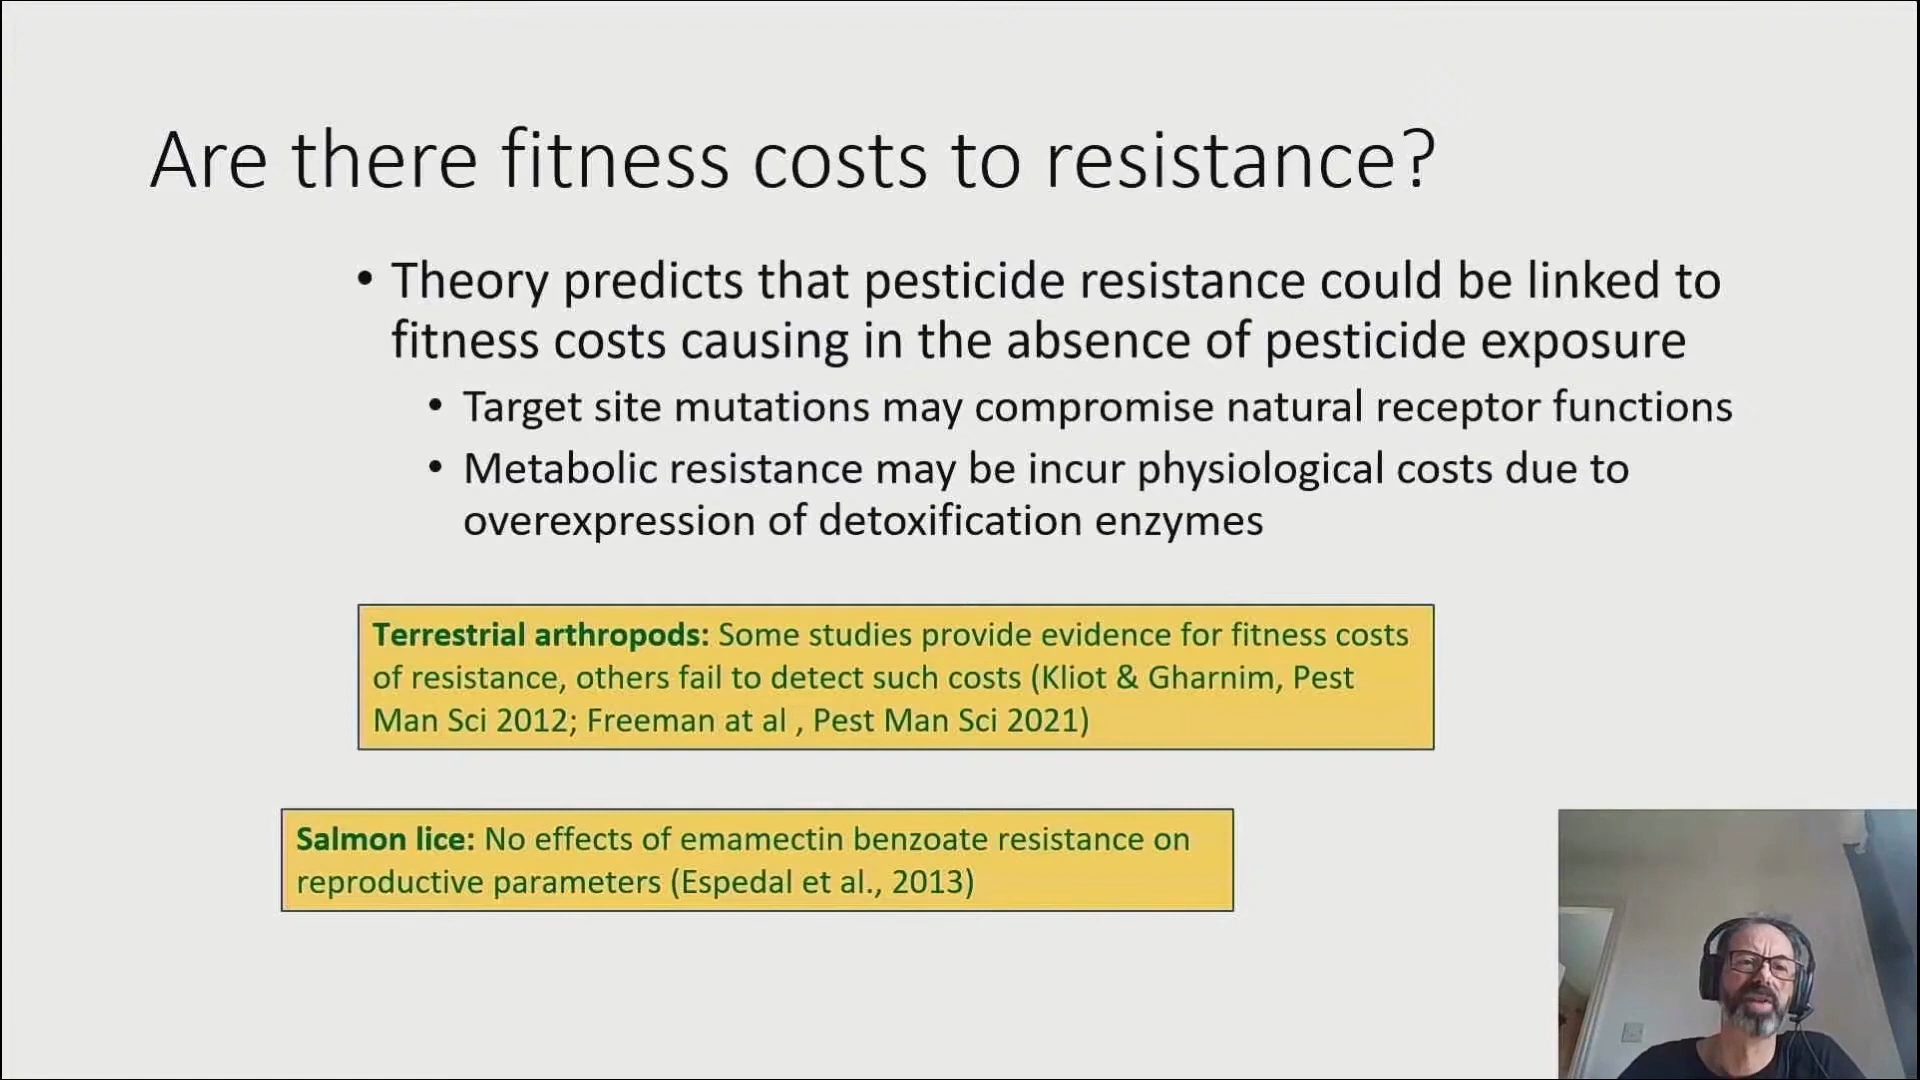 Are there fitness costs to resistance?
• Theory predicts that pesticide resistance could be linked to
fitness costs causing in the absence of pesticide exposure
• Target site mutations may compromise natural receptor functions
• Metabolic resistance may be incur physiological costs due to
overexpression of detoxification enzymes
Terrestrial arthropods: Some studies provide evidence for fitness costs
of resistance, others fail to detect such costs (Kliot & Gharnim, Pest
Man Sci 2012; Freeman at al , Pest Man Sci 2021)
Salmon lice: No effects of emamectin benzoate resistance on
reproductive parameters (Espedal et al., 2013)